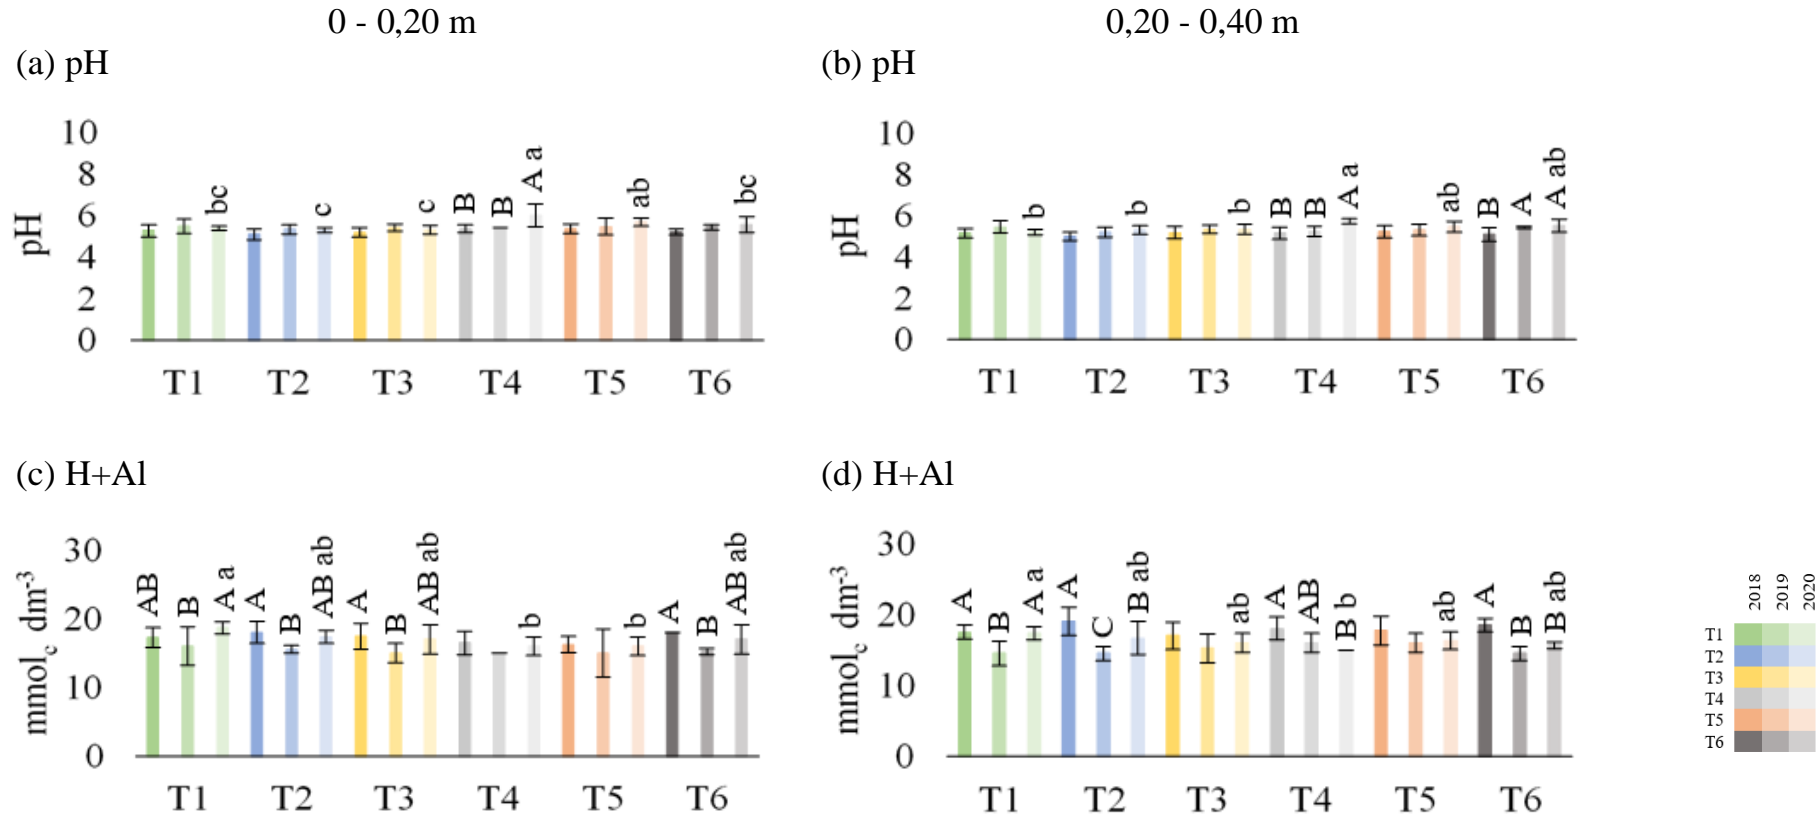 0 - 0,20 m
0,20 - 0,40 m
(a) pH
(b) pH
pH
10
8
6
4
2
0
bc
c
c
B
B
A a
ab
bc
T1 T2 T3 T4 T5 T6
pH
10
8
6
4
2
0
b
b
b
B
B
A a
ab
B
A
A ab
T1 T2 T3 T4 T5 T6
(c) H+Al
(d) H+Al
mmolc dm-3
30
20
10
0
AB
B
A a
A
B
AB ab
A
B
AB ab
b
b
A
B
AB ab
T1 T2 T3 T4 T5 T6
mmolc dm-3
30
20
10
0
A
B
A a
A
C
B ab
ab
A
AB
B b
ab
A
B
B ab
T1 T2 T3 T4 T5 T6
2018 2019 2020
T1
T2
T3
T4
T5
T6